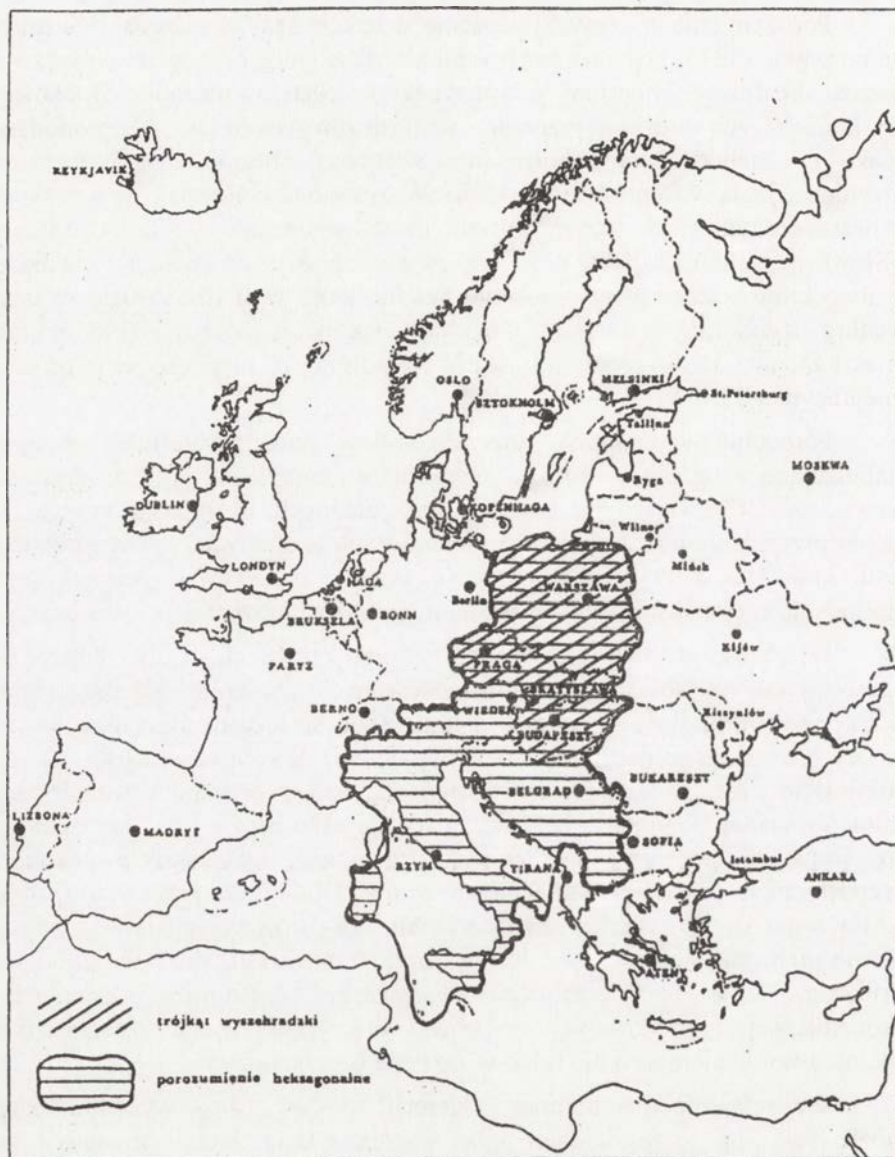 REYKJAVIK
OSLO
SZTOKHOLM
HELSINKI
St. Petersburg
Tallinn
MOSKWA
Ryga
DUBLIN
KOPENHAGA
Wilno
Mińsk
LONDYN
HAGA
Berlin
WARSZAWA
BRUKSELA
BONN
Kijów
PARYŻ
PRAGA
BRATYSŁAWA
BERNO
WIEDEŃ
Kiszyniów
BUDAPESZT
BUKARESZT
BELGRAD
LIZBONA
MADRYT
SOFIA
RZYM
TIRANA
Istambuł
ANKARA
ATENY
trójkąt wyszehradzki
porozumienie heksagonalne